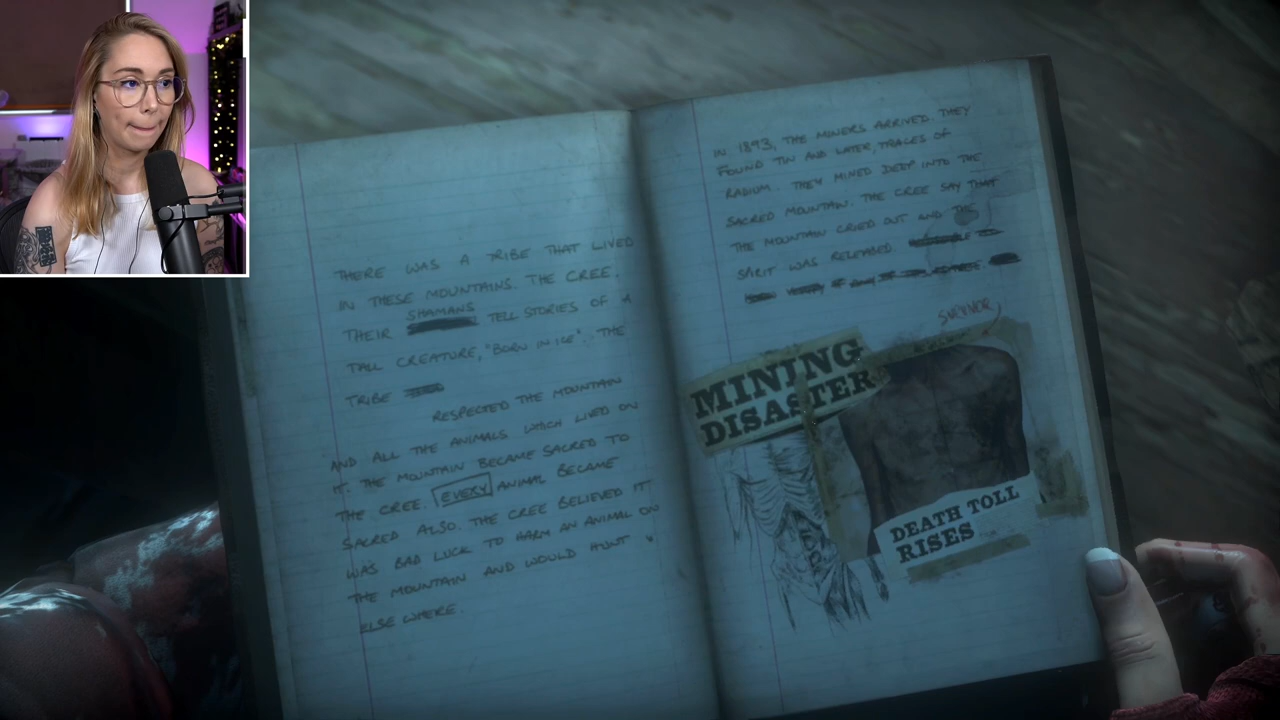 THERE WAS A TRIBE THAT LIVED
IN THESE MOUNTAINS. THE CREE.
SHAMANS
THEIR TELL STORIES OF A
TALL CREATURE, "BORN IN ICE". THE
TRIBE
RESPECTED THE MOUNTAIN
AND ALL THE ANIMALS WHICH LIVED ON
IT. THE MOUNTAIN BECAME SACRED TO
THE CREE. EVERY ANIMAL BECAME
SACRED ALSO. THE CREE BELIEVED IT
WAS BAD LUCK TO HARM AN ANIMAL ON
THE MOUNTAIN AND WOULD HUNT
ELSE WHERE.
IN 1893, THE MINERS ARRIVED. THEY
FOUND TIN AND LATER, TRACES OF
RADIUM. THEY MINED DEEP INTO THE
SACRED MOUNTAIN. THE CREE SAY THAT
THE MOUNTAIN CRIED OUT AND THE
SPIRIT WAS RELEASED.
SURVIVOR
MINING
DISASTER
DEATH TOLL
RISES